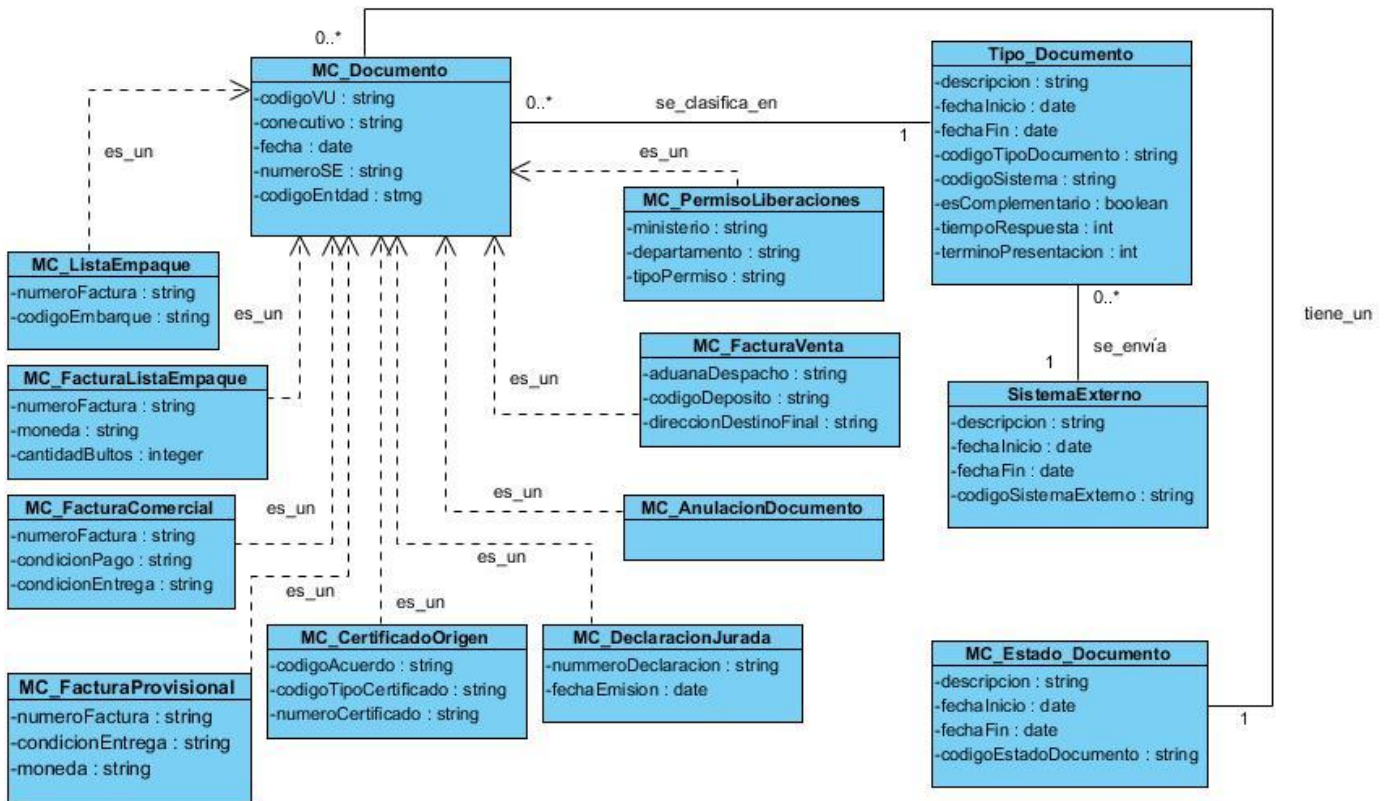 0..*
MC_Documento
-codigoVU : string
-conecutivo : string
-fecha : date
-numeroSE : string
-codigoEntdad : stmg
0..*
se_clasifica_en
1
Tipo_Documento
-descripcion : string
-fechaInicio : date
-fechaFin : date
-codigoTipoDocumento : string
-codigoSistema : string
-esComplementario : boolean
-tiempoRespuesta : int
-terminoPresentacion : int
es_un
es_un
MC_PermisoLiberaciones
-ministerio : string
-departamento : string
-tipoPermiso : string
MC_ListaEmpaque
-numeroFactura : string
-codigoEmbarque : string
es_un
0..*
se_envía
1
tiene_un
MC_FacturaListaEmpaque
-numeroFactura : string
-moneda : string
-cantidadBultos : integer
es_un
MC_FacturaVenta
-aduanaDespacho : string
-codigoDeposito : string
-direccionDestinoFinal : string
SistemaExterno
-descripcion : string
-fechaInicio : date
-fechaFin : date
-codigoSistemaExterno : string
MC_FacturaComercial
-numeroFactura : string
-condicionPago : string
-condicionEntrega : string
es_un
es_un
MC_AnulacionDocumento
es_un
es_un
es_un
MC_CertificadoOrigen
-codigoAcuerdo : string
-codigoTipoCertificado : string
-numeroCertificado : string
MC_DeclaracionJurada
-nummeroDeclaracion : string
-fechaEmision : date
MC_FacturaProvisional
-numeroFactura : string
-condicionEntrega : string
-moneda : string
MC_Estado_Documento
-descripcion : string
-fechaInicio : date
-fechaFin : date
-codigoEstadoDocumento : string
1